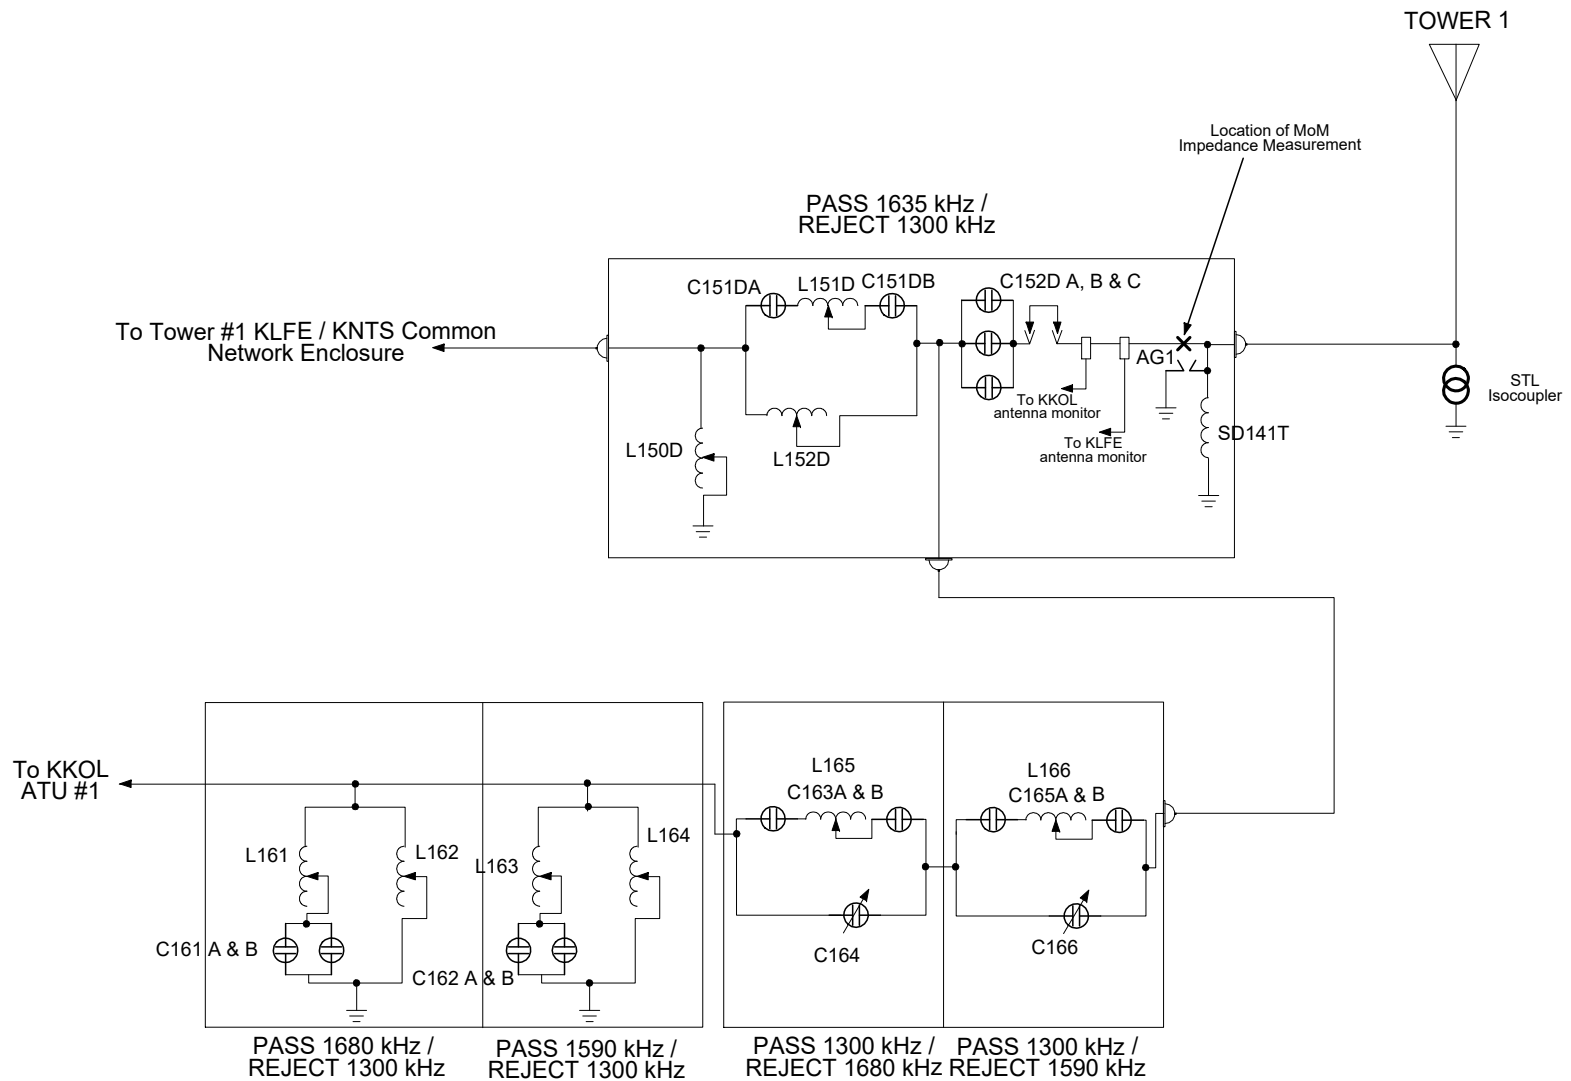 TOWER 1
Location of MoM
Impedance Measurement
PASS 1635 kHz /
REJECT 1300 kHz
C151DA
L151D
C151DB
C152D A, B & C
To Tower #1 KLFE / KNTS Common
Network Enclosure
AG1
STL
Isocoupler
To KKOL
antenna monitor
SD141T
To KLFE
antenna monitor
L150D
L152D
To KKOL
ATU #1
L165
C163A & B
L166
C165A & B
L161
L162
L163
L164
C161 A & B
C162 A & B
C164
C166
PASS 1680 kHz /
REJECT 1300 kHz
PASS 1590 kHz /
REJECT 1300 kHz
PASS 1300 kHz /
REJECT 1680 kHz
PASS 1300 kHz /
REJECT 1590 kHz